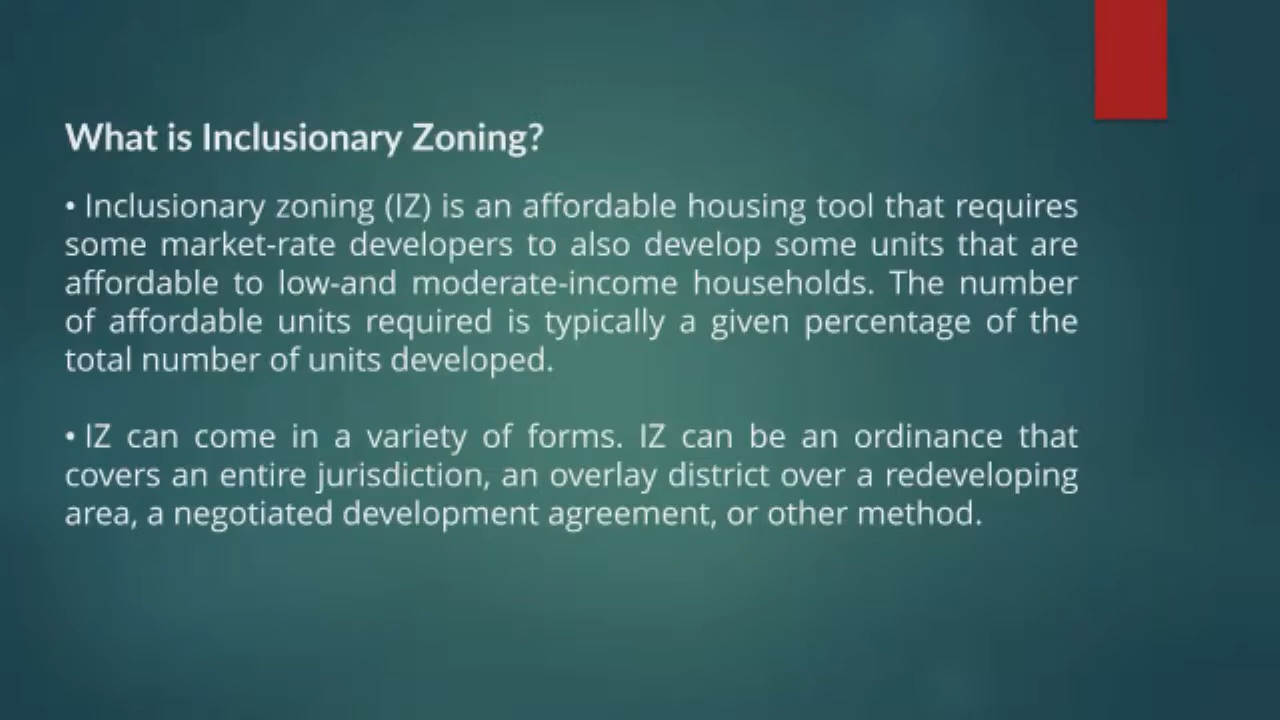 What is Inclusionary Zoning?
• Inclusionary zoning (IZ) is an affordable housing tool that requires
some market-rate developers to also develop some units that are
affordable to low-and moderate-income households. The number
of affordable units required is typically a given percentage of the
total number of units developed.
• IZ can come in a variety of forms. IZ can be an ordinance that
covers an entire jurisdiction, an overlay district over a redeveloping
area, a negotiated development agreement, or other method.